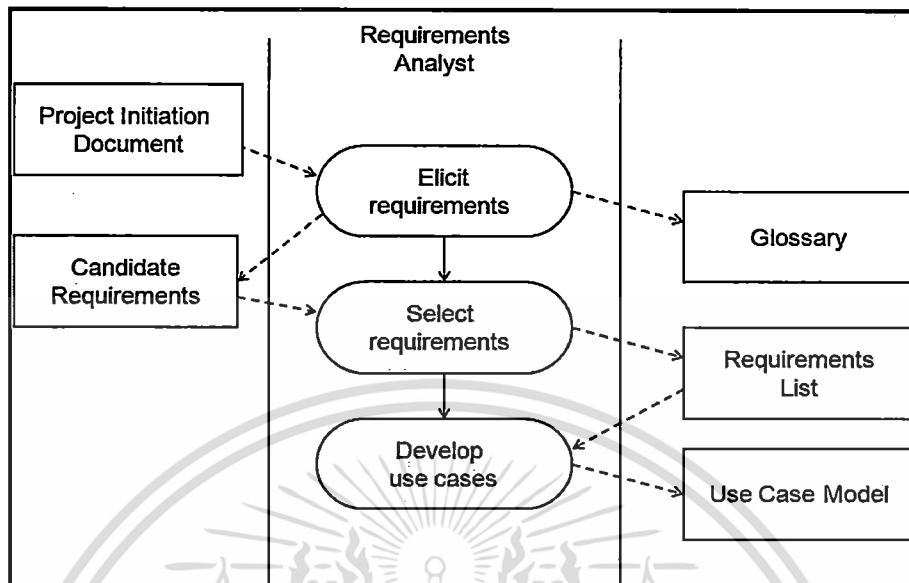 Requirements
Analyst
Project Initiation
Document
Elicit
requirements
Glossary
Candidate
Requirements
Select
requirements
Requirements
List
Develop
use cases
Use Case Model